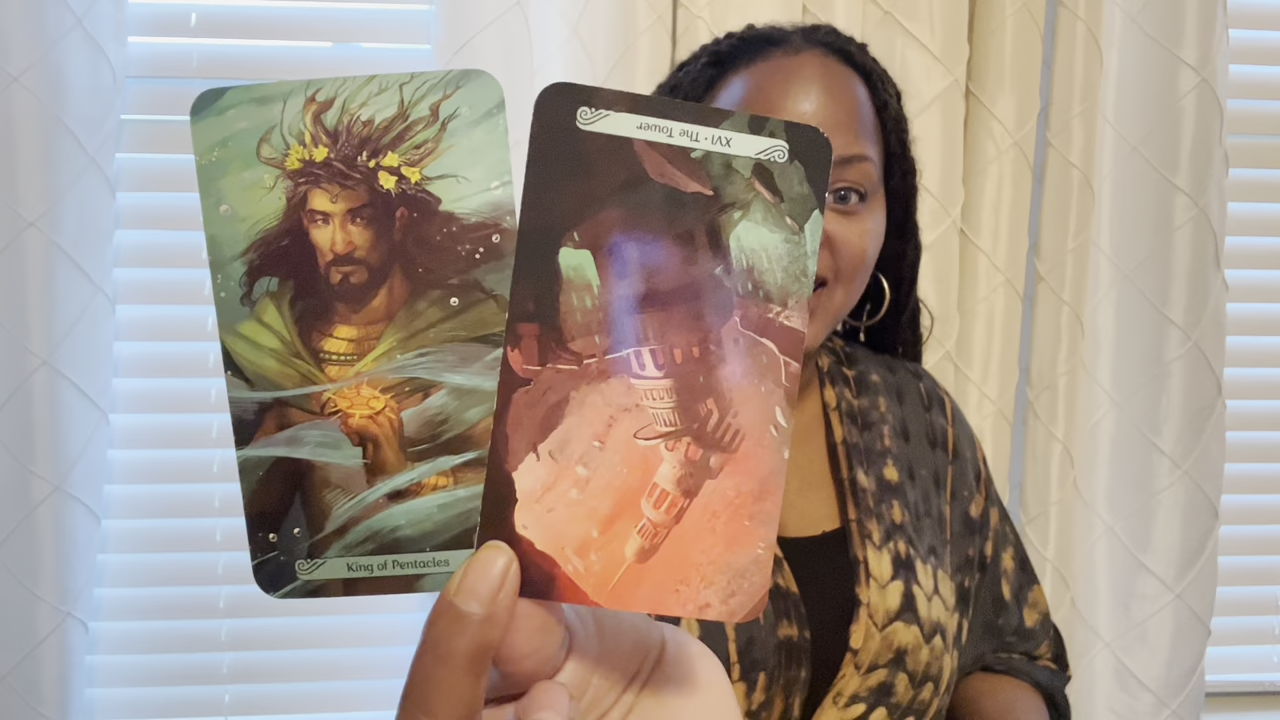 King of Pentacles
XVI · The Tower